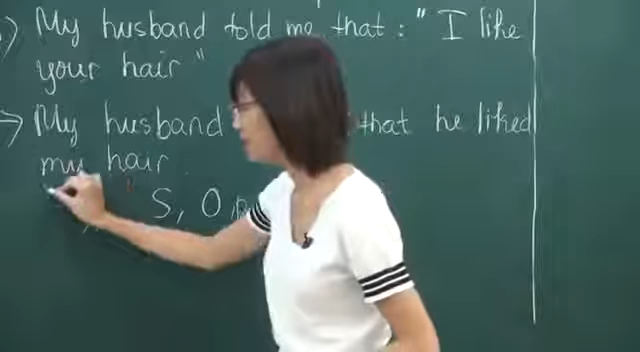 My husband told me that : " I like
your hair "
→ My husband that he liked
my hair
S, O